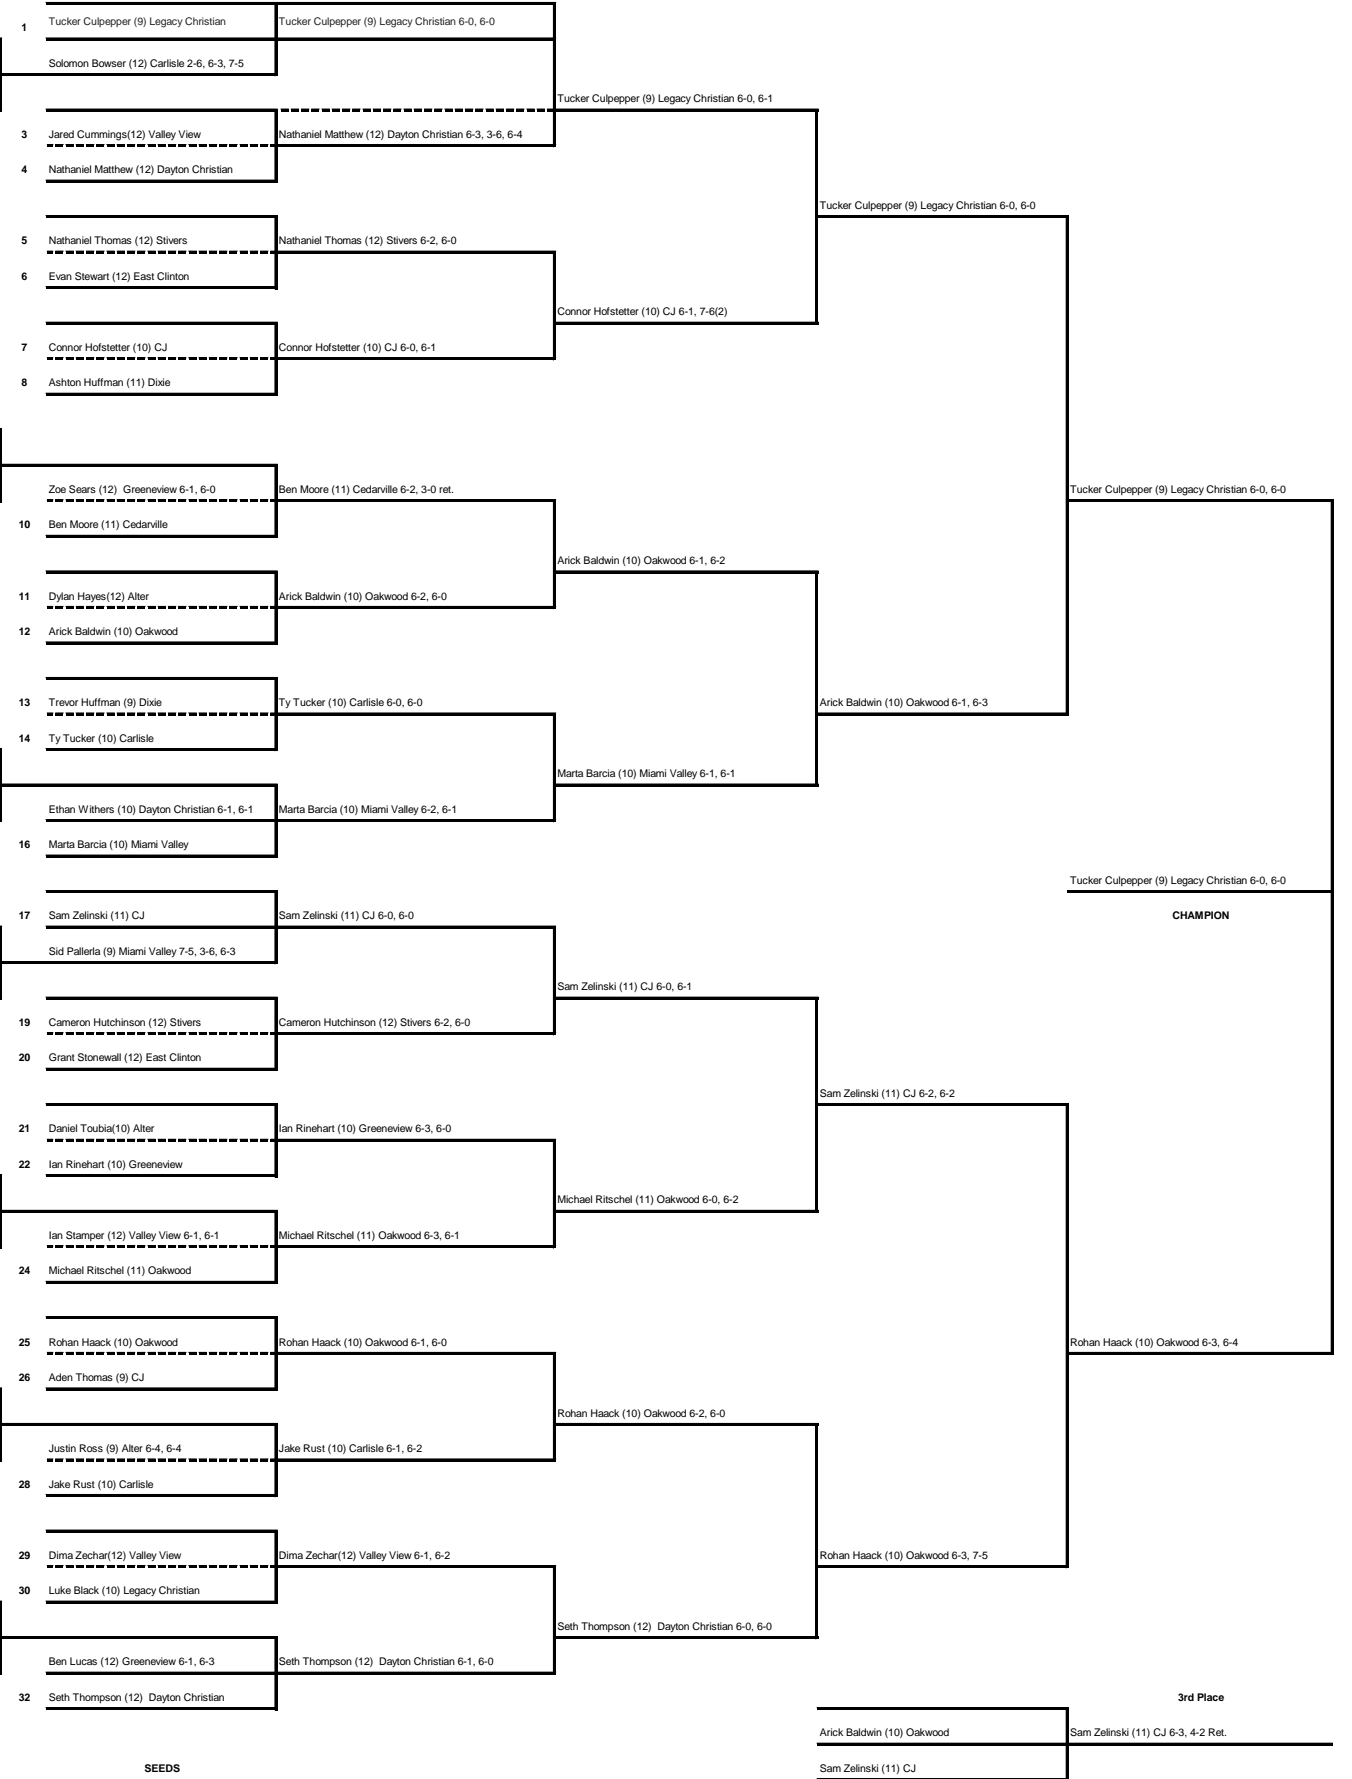 Tucker Culpepper (9) Legacy Christian
Tucker Culpepper (9) Legacy Christian 6-0, 6-0
1
Solomon Bowser (12) Carlisle 2-6, 6-3, 7-5
Tucker Culpepper (9) Legacy Christian 6-0, 6-1
3 Jared Cummings(12) Valley View
Nathaniel Matthew (12) Dayton Christian 6-3, 3-6, 6-4
4 Nathaniel Matthew (12) Dayton Christian
Tucker Culpepper (9) Legacy Christian 6-0, 6-0
5 Nathaniel Thomas (12) Stivers
Nathaniel Thomas (12) Stivers 6-2, 6-0
6 Evan Stewart (12) East Clinton
Connor Hofstetter (10) CJ 6-1, 7-6(2)
7 Connor Hofstetter (10) CJ
Connor Hofstetter (10) CJ 6-0, 6-1
8 Ashton Huffman (11) Dixie
Zoe Sears (12)  Greeneview 6-1, 6-0
Ben Moore (11) Cedarville 6-2, 3-0 ret.
Tucker Culpepper (9) Legacy Christian 6-0, 6-0
10 Ben Moore (11) Cedarville
Arick Baldwin (10) Oakwood 6-1, 6-2
11 Dylan Hayes(12) Alter
Arick Baldwin (10) Oakwood 6-2, 6-0
12 Arick Baldwin (10) Oakwood
13 Trevor Huffman (9) Dixie
Ty Tucker (10) Carlisle 6-0, 6-0
Arick Baldwin (10) Oakwood 6-1, 6-3
14 Ty Tucker (10) Carlisle
Marta Barcia (10) Miami Valley 6-1, 6-1
Ethan Withers (10) Dayton Christian 6-1, 6-1
Marta Barcia (10) Miami Valley 6-2, 6-1
16 Marta Barcia (10) Miami Valley
Tucker Culpepper (9) Legacy Christian 6-0, 6-0
17 Sam Zelinski (11) CJ
Sam Zelinski (11) CJ 6-0, 6-0
CHAMPION
Sid Pallerla (9) Miami Valley 7-5, 3-6, 6-3
Sam Zelinski (11) CJ 6-0, 6-1
19 Cameron Hutchinson (12) Stivers
Cameron Hutchinson (12) Stivers 6-2, 6-0
20 Grant Stonewall (12) East Clinton
Sam Zelinski (11) CJ 6-2, 6-2
21 Daniel Toubia(10) Alter
Ian Rinehart (10) Greeneview 6-3, 6-0
22 Ian Rinehart (10) Greeneview
Michael Ritschel (11) Oakwood 6-0, 6-2
Ian Stamper (12) Valley View 6-1, 6-1
Michael Ritschel (11) Oakwood 6-3, 6-1
24 Michael Ritschel (11) Oakwood
25 Rohan Haack (10) Oakwood
Rohan Haack (10) Oakwood 6-1, 6-0
Rohan Haack (10) Oakwood 6-3, 6-4
26 Aden Thomas (9) CJ
Rohan Haack (10) Oakwood 6-2, 6-0
Justin Ross (9) Alter 6-4, 6-4
Jake Rust (10) Carlisle 6-1, 6-2
28 Jake Rust (10) Carlisle
29 Dima Zechar(12) Valley View
Dima Zechar(12) Valley View 6-1, 6-2
Rohan Haack (10) Oakwood 6-3, 7-5
30 Luke Black (10) Legacy Christian
Seth Thompson (12)  Dayton Christian 6-0, 6-0
Ben Lucas (12) Greeneview 6-1, 6-3
Seth Thompson (12)  Dayton Christian 6-1, 6-0
32 Seth Thompson (12)  Dayton Christian
3rd Place
Arick Baldwin (10) Oakwood
Sam Zelinski (11) CJ 6-3, 4-2 Ret.
SEEDS
Sam Zelinski (11) CJ